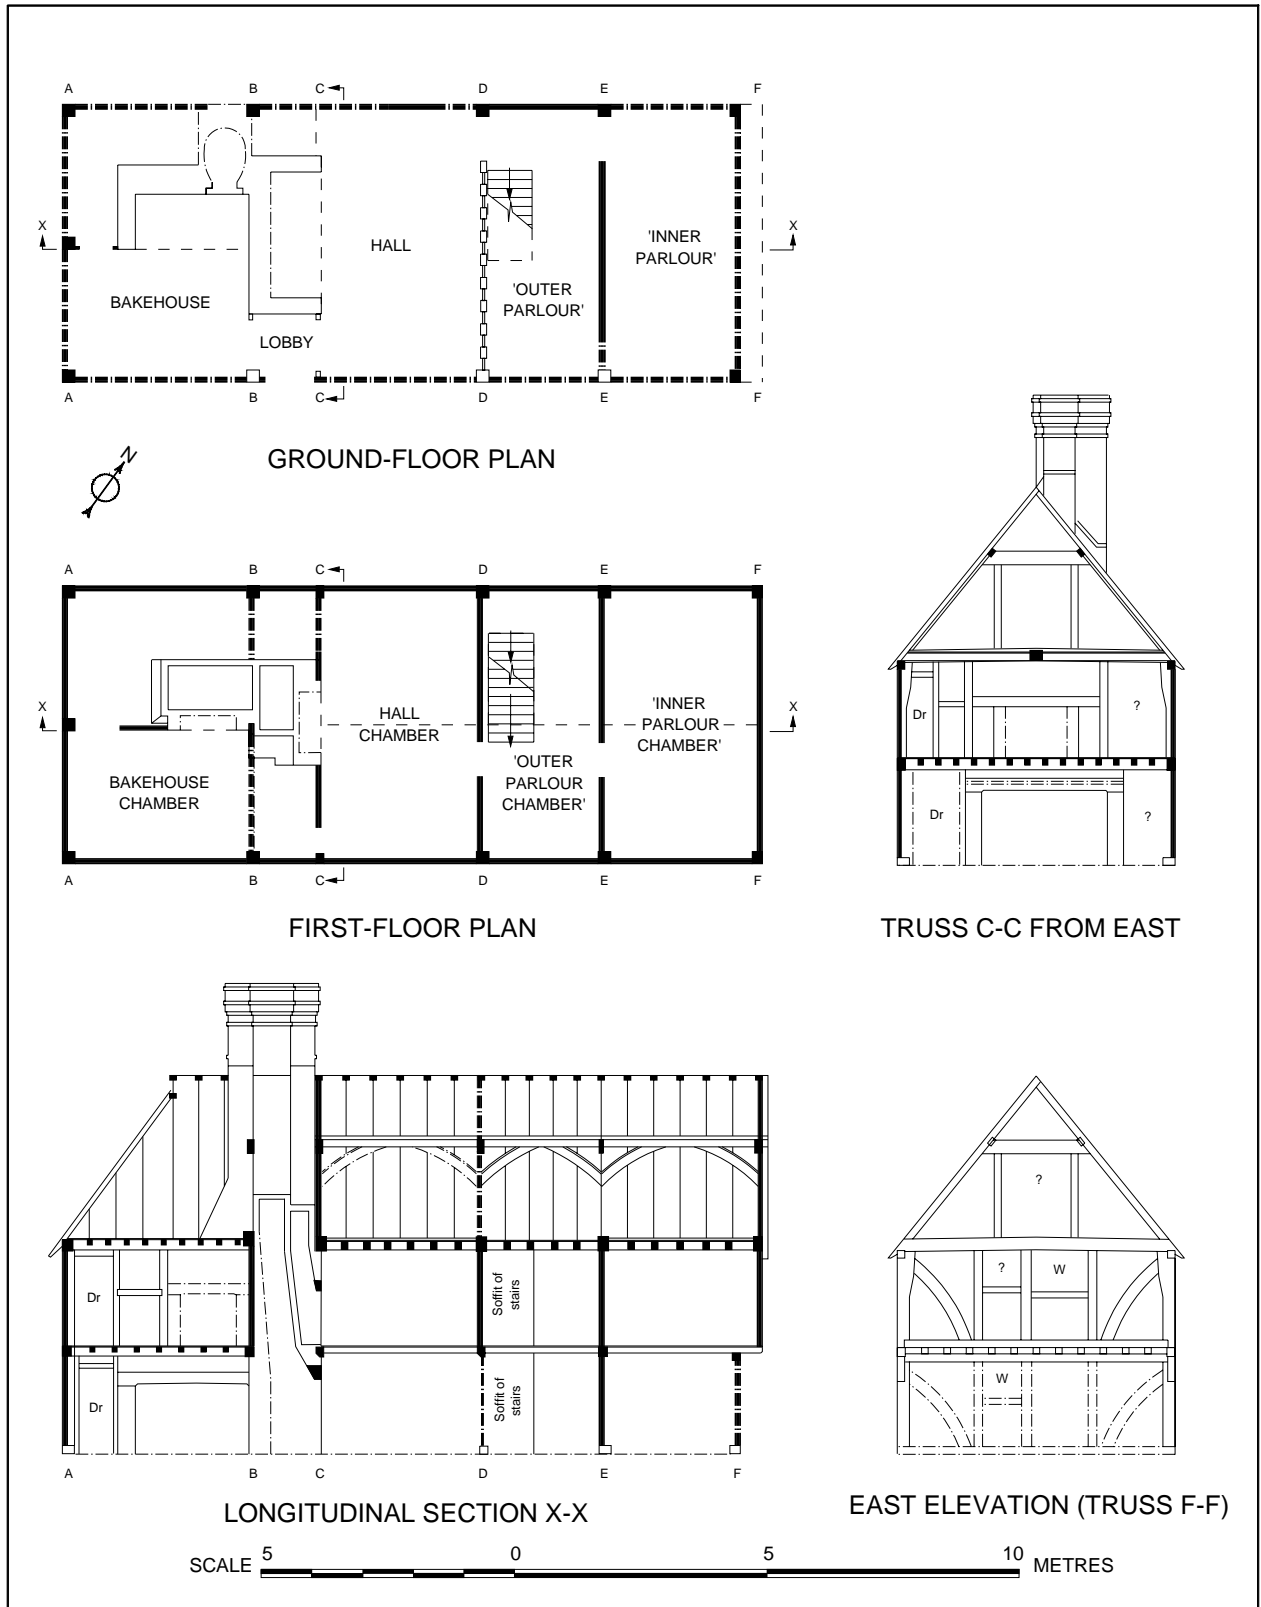 A B C D E F
X X
HALL
'INNER
PARLOUR'
'OUTER
PARLOUR'
BAKEHOUSE
LOBBY
A B C D E F
GROUND-FLOOR PLAN
N
A B C D E F
X X
HALL
CHAMBER
'INNER
PARLOUR
CHAMBER'
'OUTER
PARLOUR
CHAMBER'
BAKEHOUSE
CHAMBER
A B C D E F
FIRST-FLOOR PLAN
Dr ?
Dr ?
TRUSS C-C FROM EAST
Dr
Soffit of
stairs
Dr
Soffit of
stairs
A B C D E F
LONGITUDINAL SECTION X-X
?
? W
W
EAST ELEVATION (TRUSS F-F)
SCALE 5 0 5 10 METRES